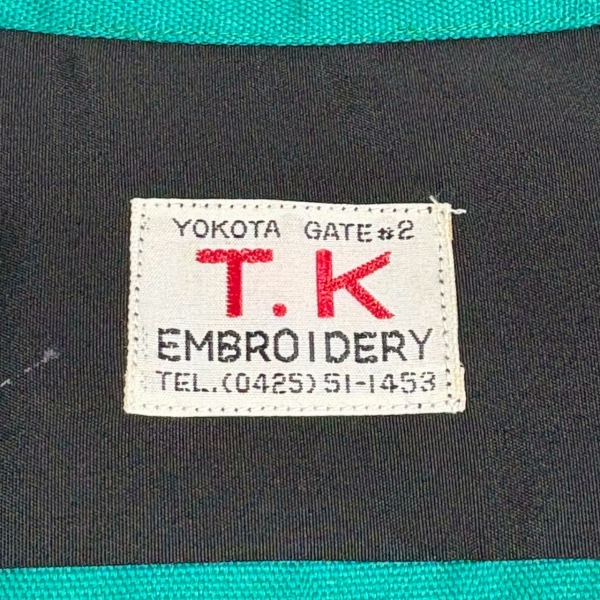 YOKOTA GATE #2
T.K
EMBROIDERY
TEL.(0425)51-1453